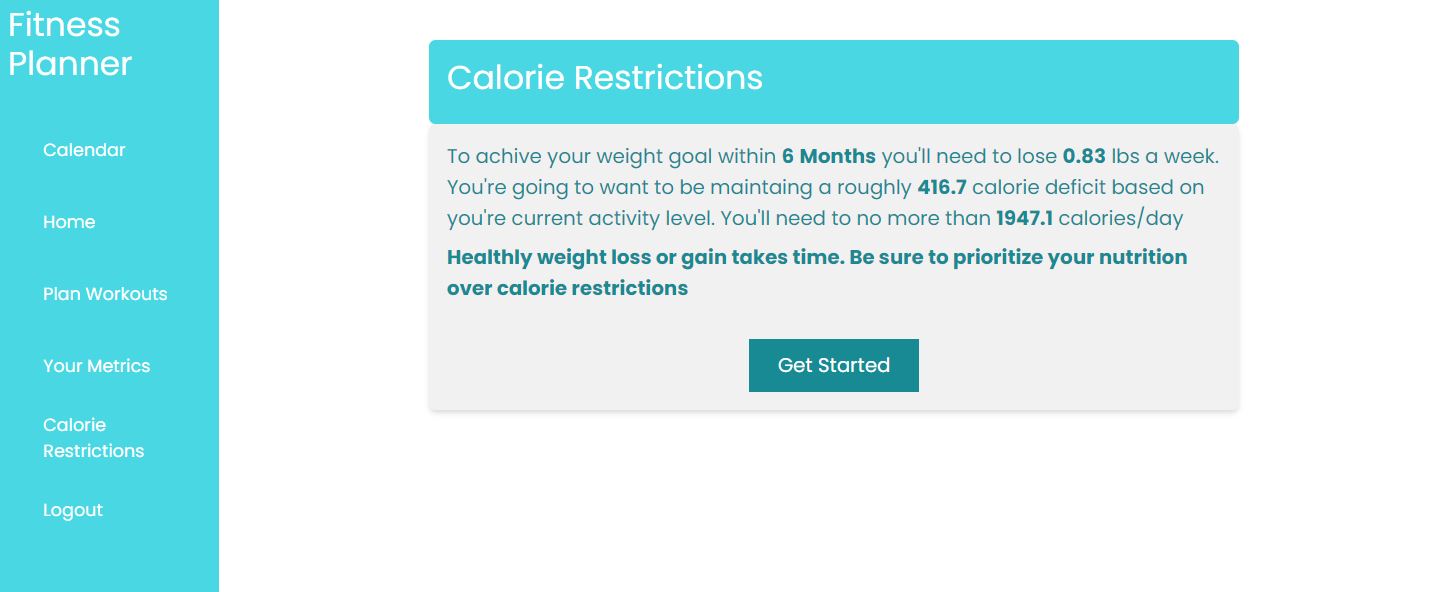 Fitness
Planner
Calendar
Home
Plan Workouts
Your Metrics
Calorie
Restrictions
Logout
Calorie Restrictions
To achive your weight goal within 6 Months you'll need to lose 0.83 lbs a week.
You're going to want to be maintaing a roughly 416.7 calorie deficit based on
you're current activity level. You'll need to no more than 1947.1 calories/day
Healthly weight loss or gain takes time. Be sure to prioritize your nutrition
over calorie restrictions
Get Started